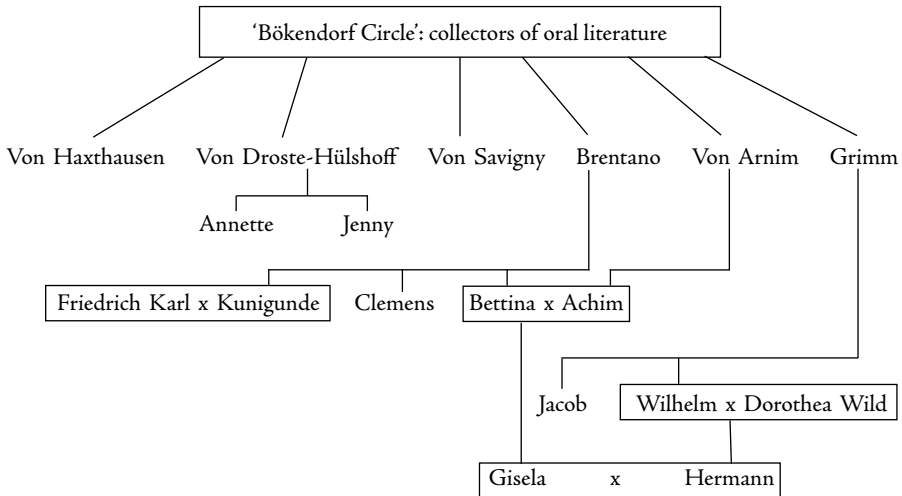 ‘Bökendorf Circle’: collectors of oral literature
Von Haxthausen Von Droste-Hülshoff Von Savigny Brentano Von Arnim Grimm
Annette Jenny
Friedrich Karl x Kunigunde Clemens Bettina x Achim
Jacob Wilhelm x Dorothea Wild
Gisela x Hermann